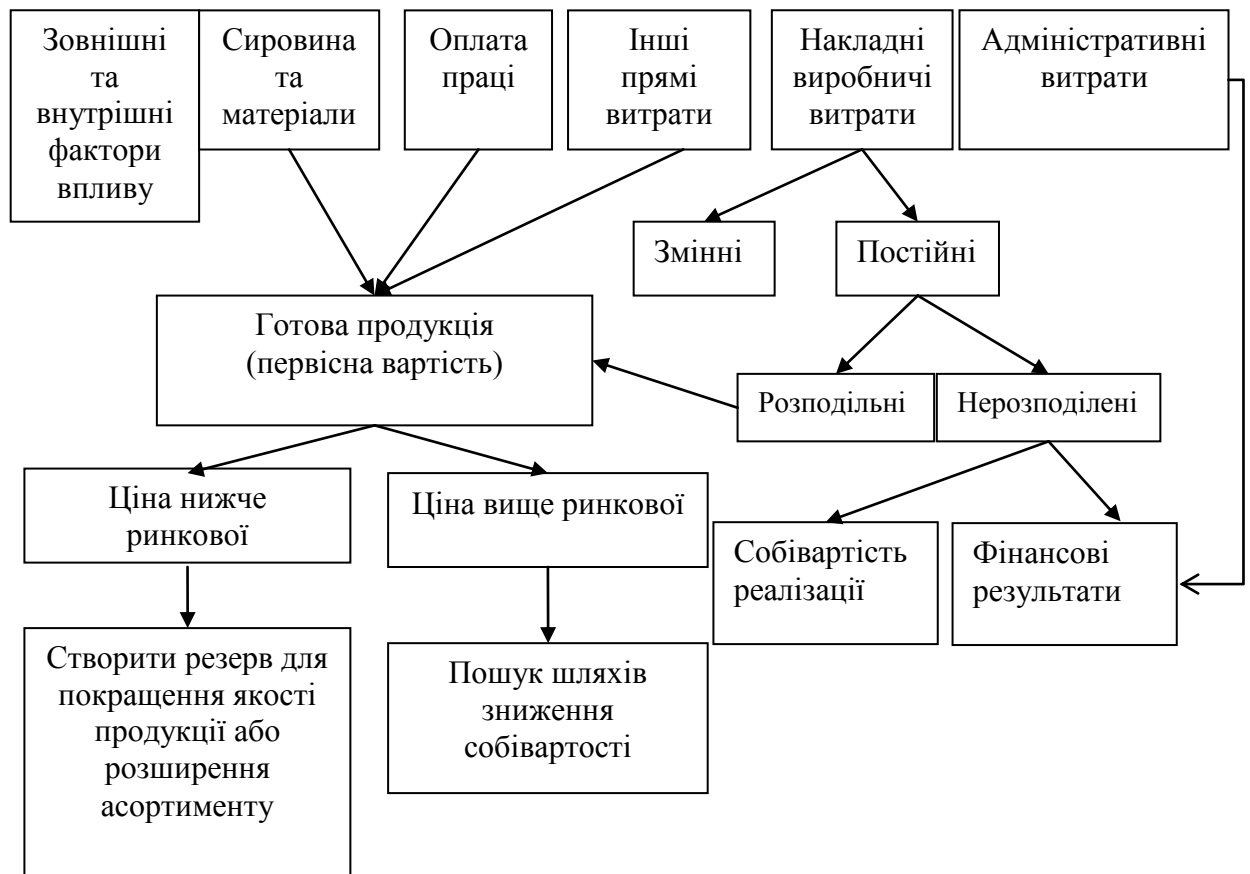 Зовнішні
та
внутрішні
фактори
впливу
Сировина
та
матеріали
Оплата
праці
Інші
прямі
витрати
Накладні
виробничі
витрати
Адміністративні
витрати
Змінні
Постійні
Готова продукція
(первісна вартість)
Розподільні
Нерозподілені
Ціна нижче
ринкової
Ціна вище ринкової
Собівартість
реалізації
Фінансові
результати
Створити резерв для
покращення якості
продукції або
розширення
асортименту
Пошук шляхів
зниження
собівартості